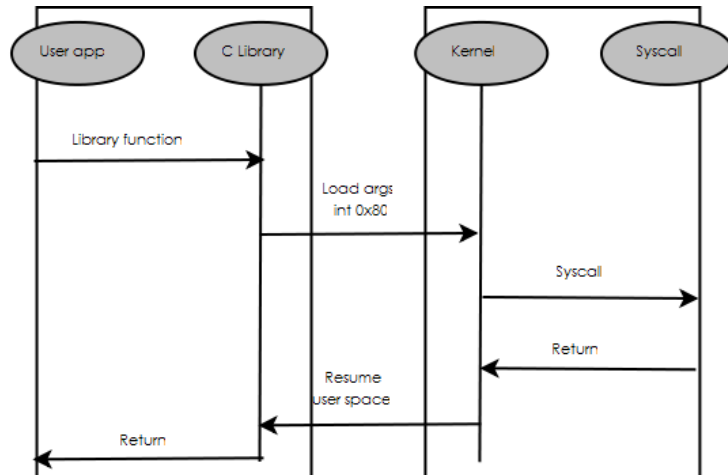 User app
C Library
Kernel
Syscall
Library function
Load args
int 0x80
Syscall
Return
Resume
user space
Return